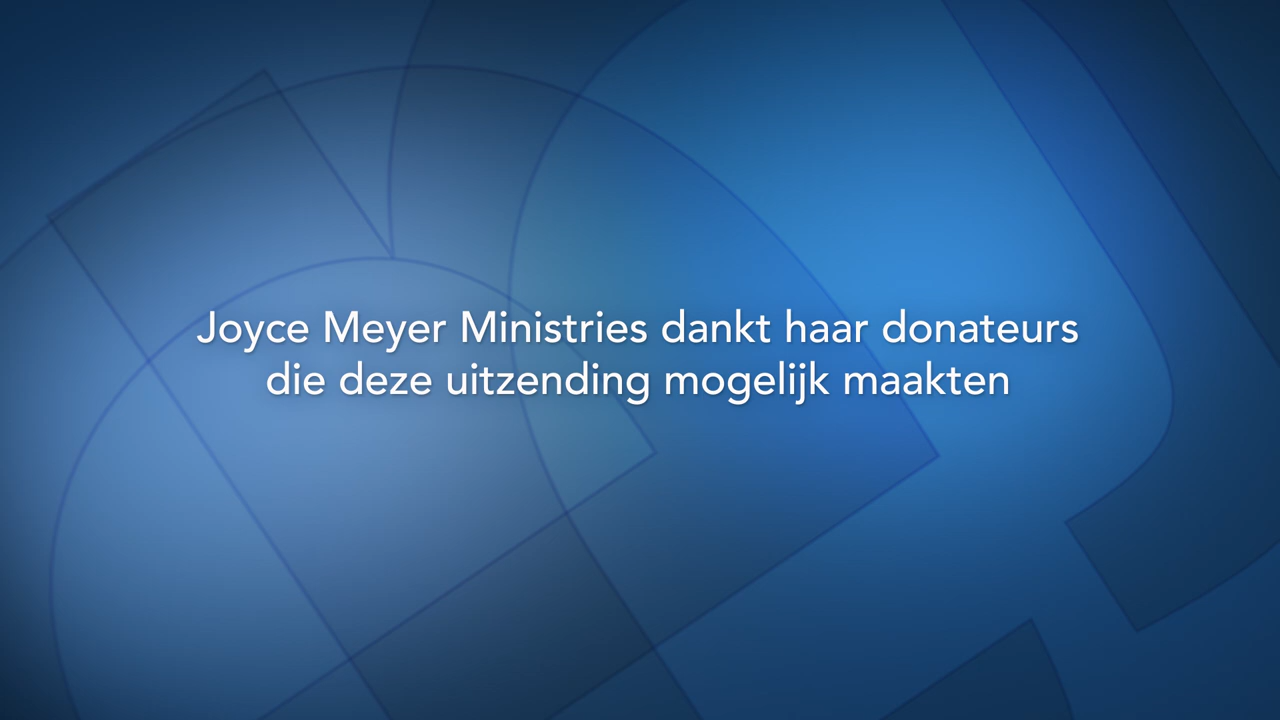 Joyce Meyer Ministries dankt haar donateurs
die deze uitzending mogelijk maakten